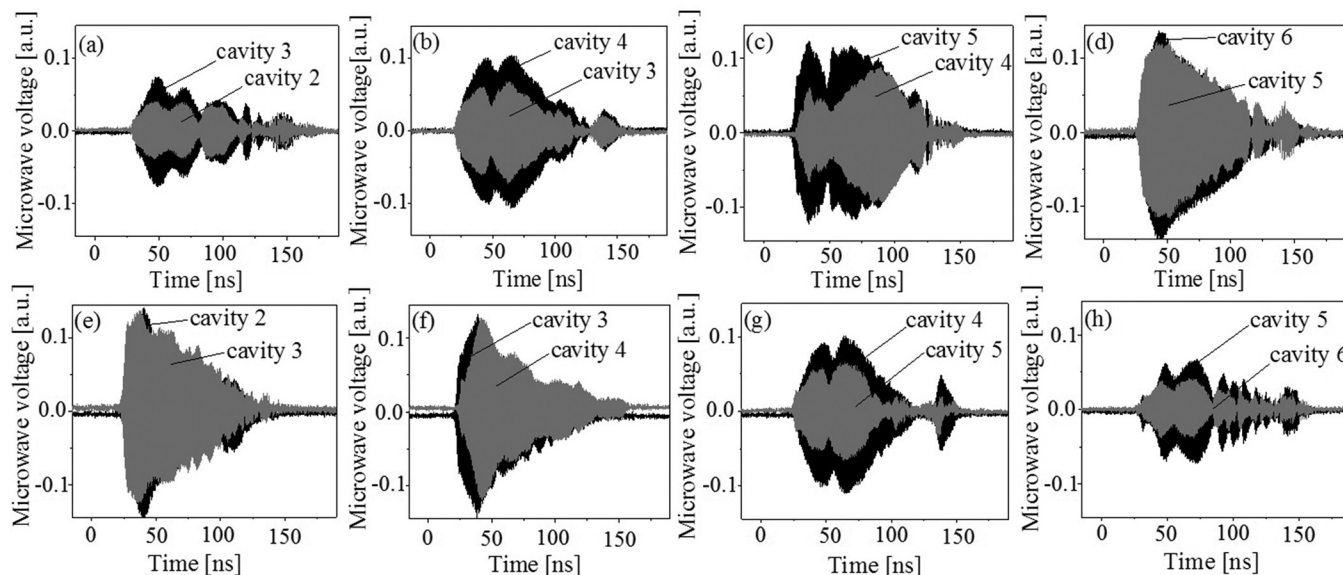 (a)
cavity 3
cavity 2
Microwave voltage [a.u.]
0.1
0.0
-0.1
0 50 100 150
Time [ns]
(b)
cavity 4
cavity 3
Microwave voltage [a.u.]
0.1
0.0
-0.1
0 50 100 150
Time [ns]
(c)
cavity 5
cavity 4
Microwave voltage [a.u.]
0.1
0.0
-0.1
0 50 100 150
Time [ns]
(d)
cavity 6
cavity 5
Microwave voltage [a.u.]
0.1
0.0
-0.1
0 50 100 150
Time [ns]
(e)
cavity 2
cavity 3
Microwave voltage [a.u.]
0.1
0.0
-0.1
0 50 100 150
Time [ns]
(f)
cavity 3
cavity 4
Microwave voltage [a.u.]
0.1
0.0
-0.1
0 50 100 150
Time [ns]
(g)
cavity 4
cavity 5
Microwave voltage [a.u.]
0.1
0.0
-0.1
0 50 100 150
Time [ns]
(h)
cavity 5
cavity 6
Microwave voltage [a.u.]
0.1
0.0
-0.1
0 50 100 150
Time [ns]